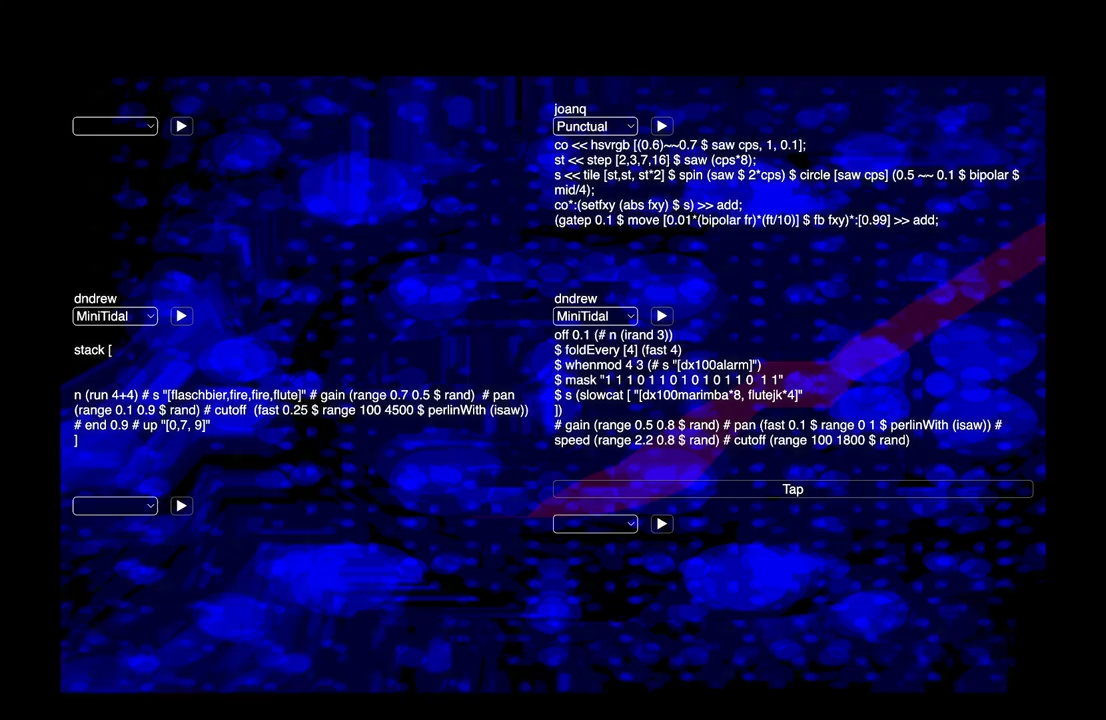 joanq
Punctual
co << hsvrgb [(0.6)~~0.7 $ saw cps, 1, 0.1];
st << step [2,3,7,16] $ saw (cps*8);
s << tile [st,st, st*2] $ spin (saw $ 2*cps) $ circle [saw cps] (0.5 ~~ 0.1 $ bipolar $
mid/4);
co*:(setfxy (abs fxy) $ s) >> add;
(gatep 0.1 $ move [0.01*(bipolar fr)*(ft/10)] $ fb fxy)*:[0.99] >> add;
dndrew
MiniTidal
stack [
n (run 4+4) # s "[flaschbier,fire,fire,flute]" # gain (range 0.7 0.5 $ rand)  # pan
(range 0.1 0.9 $ rand) # cutoff  (fast 0.25 $ range 100 4500 $ perlinWith (isaw))
# end 0.9 # up "[0,7, 9]"
]
dndrew
MiniTidal
off 0.1 (# n (irand 3))
$ foldEvery [4] (fast 4)
$ whenmod 4 3 (# s "[dx100alarm]")
$ mask "1 1 1 0 1 1 0 1 0 1 0 1 1 0  1 1"
$ s (slowcat [ "[dx100marimba*8, flutejk*4]"
])
# gain (range 0.5 0.8 $ rand) # pan (fast 0.1 $ range 0 1 $ perlinWith (isaw)) #
speed (range 2.2 0.8 $ rand) # cutoff (range 100 1800 $ rand)
Tap